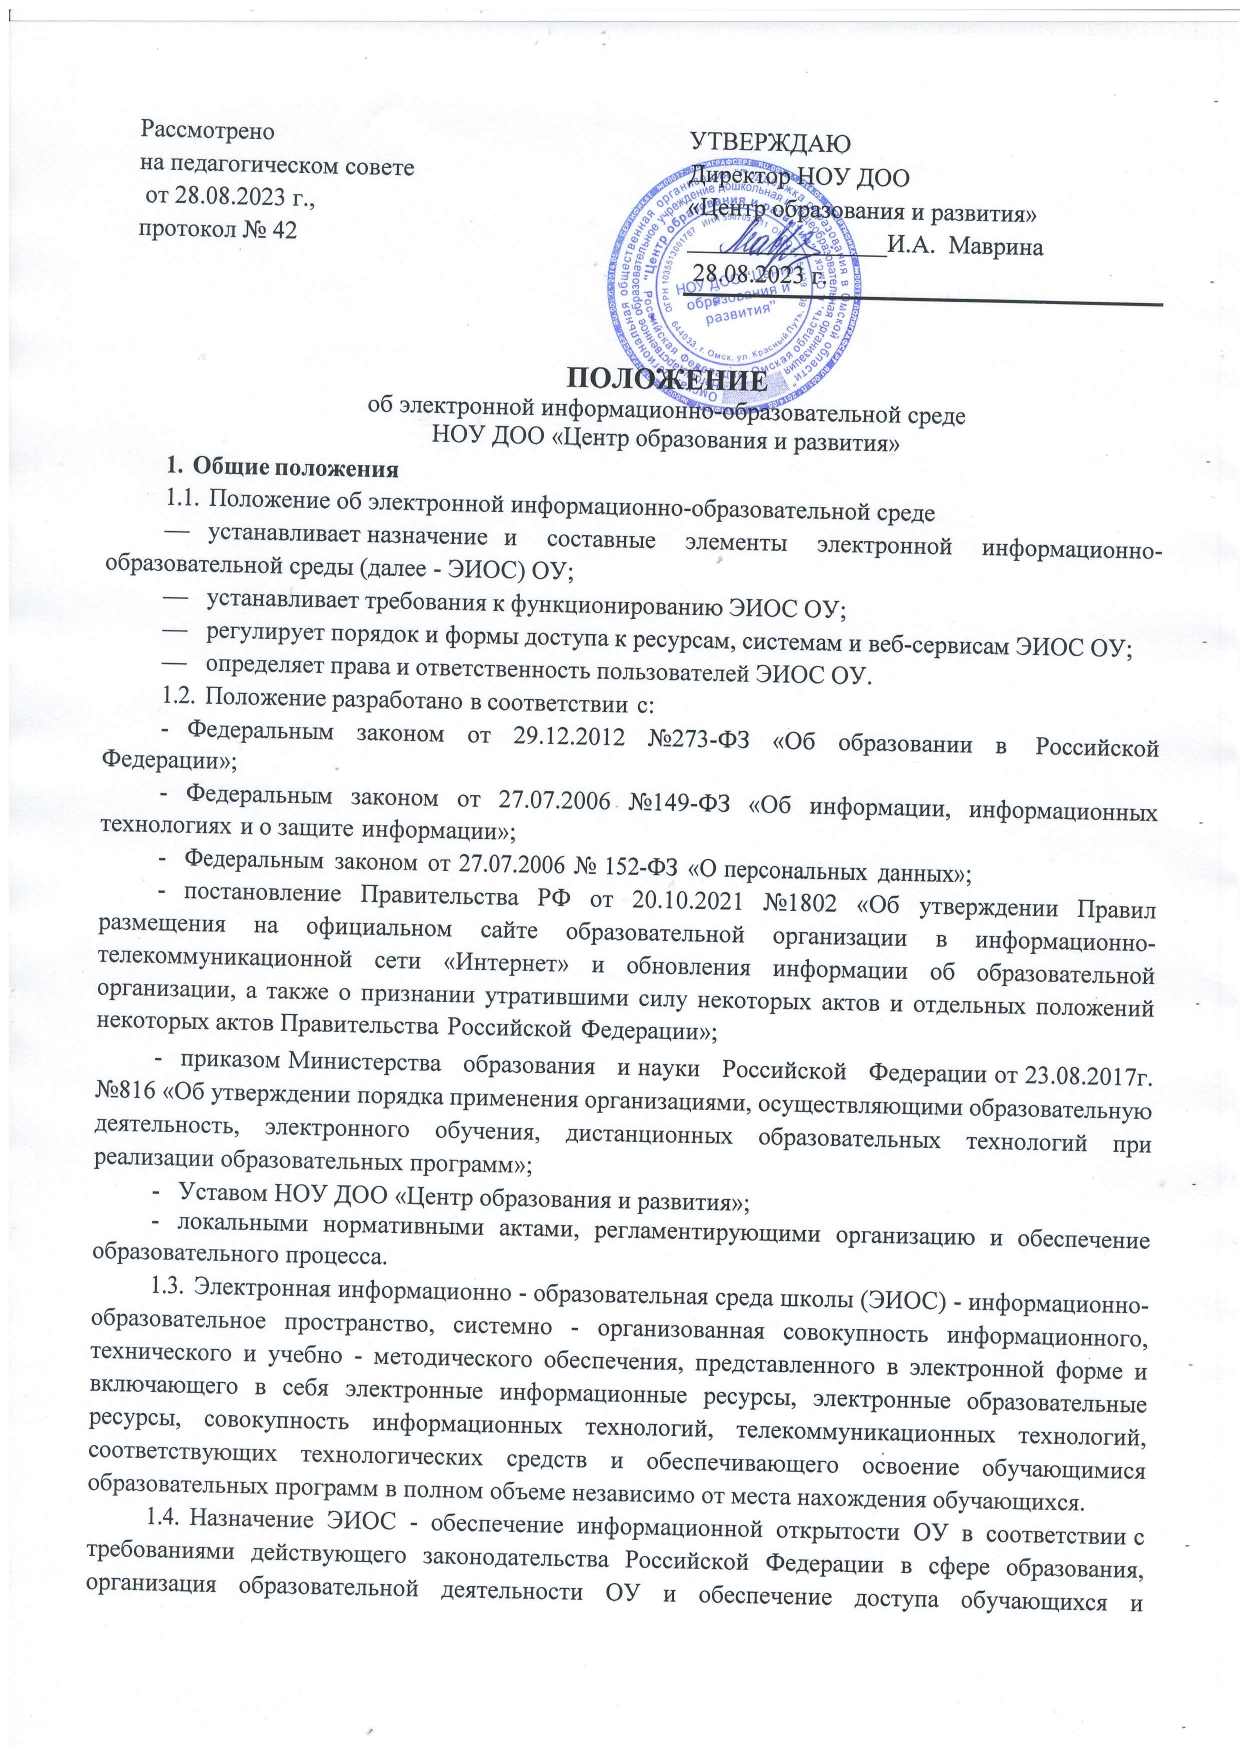 Рассмотрено
на педагогическом совете
от 28.08.2023 г.,
протокол № 42
УТВЕРЖДАЮ
Директор НОУ ДОО
«Центр образования и развития»
________________И.А. Маврина
28.08.2023 г.
НОУ ДОО "Центр
образования и
развития"
ПОЛОЖЕНИЕ
об электронной информационно-образовательной среде
НОУ ДОО «Центр образования и развития»
1. Общие положения
1.1. Положение об электронной информационно-образовательной среде
— устанавливает назначение и составные элементы электронной информационно-
образовательной среды (далее - ЭИОС) ОУ;
— устанавливает требования к функционированию ЭИОС ОУ;
— регулирует порядок и формы доступа к ресурсам, системам и веб-сервисам ЭИОС ОУ;
— определяет права и ответственность пользователей ЭИОС ОУ.
1.2. Положение разработано в соответствии с:
- Федеральным законом от 29.12.2012 №273-ФЗ «Об образовании в Российской
Федерации»;
- Федеральным законом от 27.07.2006 №149-ФЗ «Об информации, информационных
технологиях и о защите информации»;
- Федеральным законом от 27.07.2006 № 152-ФЗ «О персональных данных»;
- постановление Правительства РФ от 20.10.2021 №1802 «Об утверждении Правил
размещения на официальном сайте образовательной организации в информационно-
телекоммуникационной сети «Интернет» и обновления информации об образовательной
организации, а также о признании утратившими силу некоторых актов и отдельных положений
некоторых актов Правительства Российской Федерации»;
- приказом Министерства образования и науки Российской Федерации от 23.08.2017г.
№816 «Об утверждении порядка применения организациями, осуществляющими образовательную
деятельность, электронного обучения, дистанционных образовательных технологий при
реализации образовательных программ»;
- Уставом НОУ ДОО «Центр образования и развития»;
- локальными нормативными актами, регламентирующими организацию и обеспечение
образовательного процесса.
1.3. Электронная информационно - образовательная среда школы (ЭИОС) - информационно-
образовательное пространство, системно - организованная совокупность информационного,
технического и учебно - методического обеспечения, представленного в электронной форме и
включающего в себя электронные информационные ресурсы, электронные образовательные
ресурсы, совокупность информационных технологий, телекоммуникационных технологий,
соответствующих технологических средств и обеспечивающего освоение обучающимися
образовательных программ в полном объеме независимо от места нахождения обучающихся.
1.4. Назначение ЭИОС - обеспечение информационной открытости ОУ в соответствии с
требованиями действующего законодательства Российской Федерации в сфере образования,
организация образовательной деятельности ОУ и обеспечение доступа обучающихся и